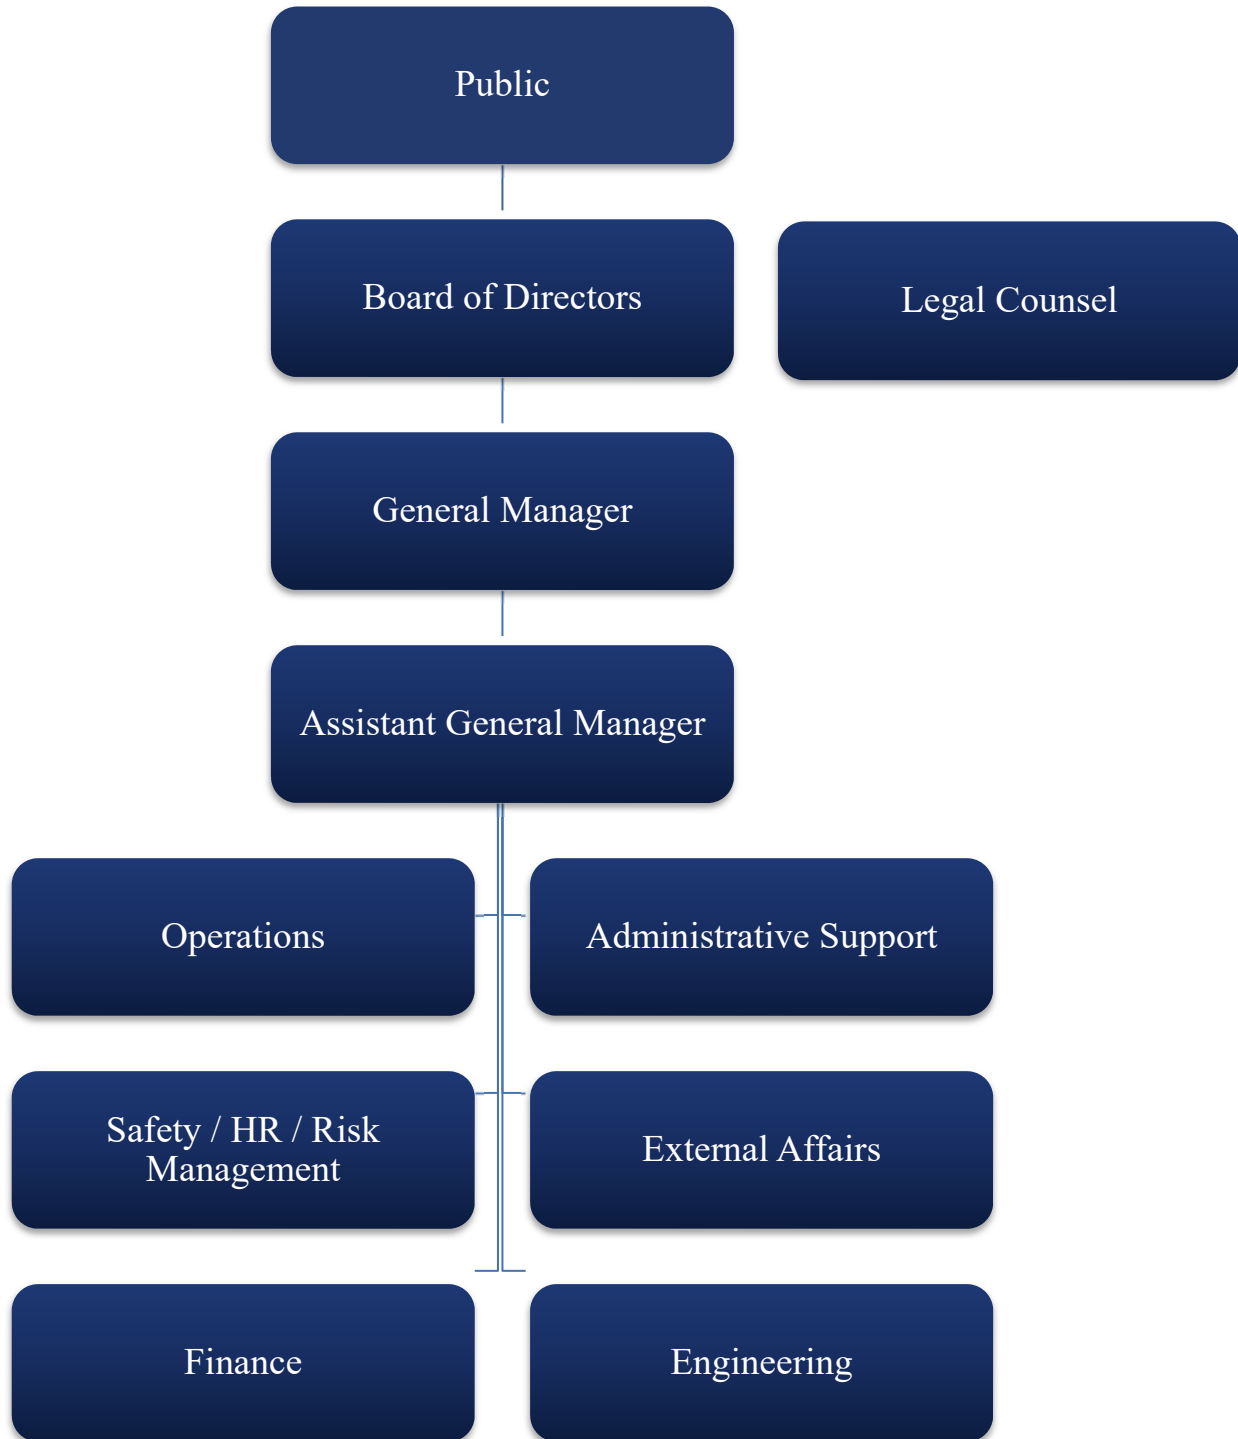 Public
Board of Directors
Legal Counsel
General Manager
Assistant General Manager
Operations
Administrative Support
Safety / HR / Risk
Management
External Affairs
Finance
Engineering